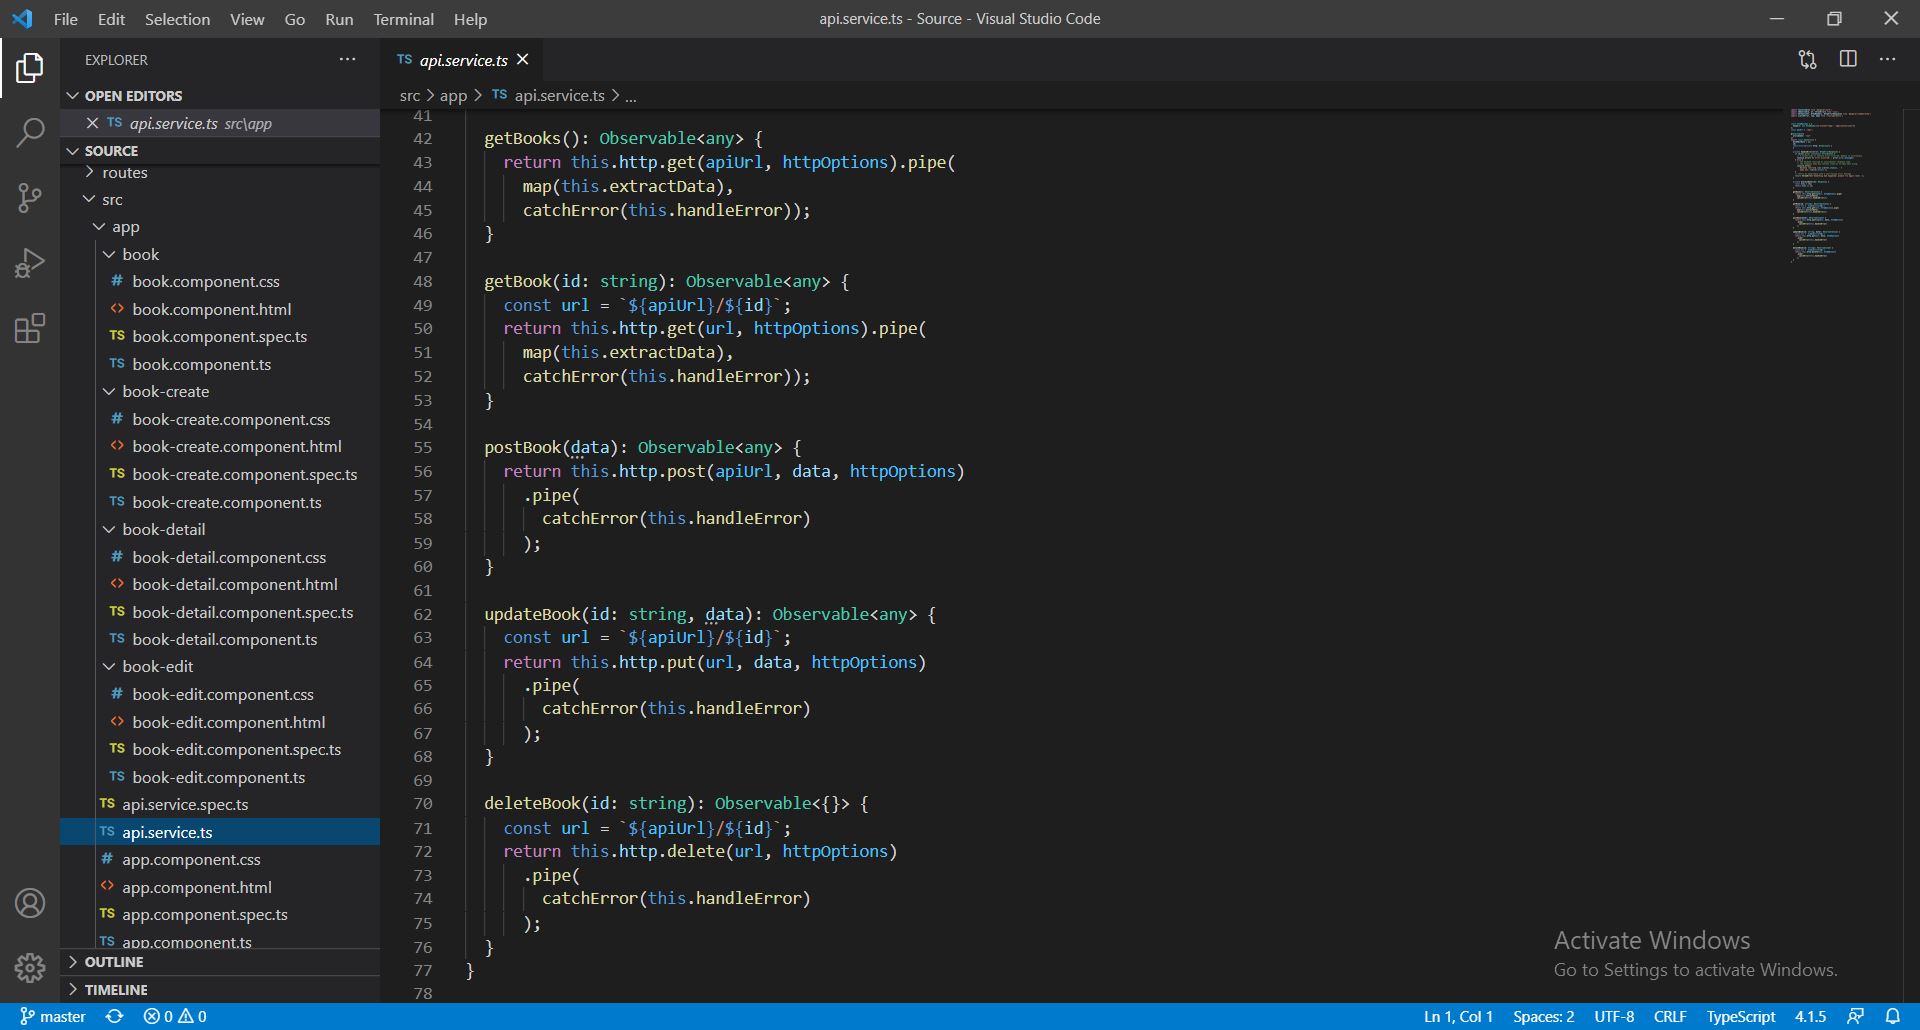 File Edit Selection View Go Run Terminal Help
api.service.ts - Source - Visual Studio Code
EXPLORER
OPEN EDITORS
TS api.service.ts src\app
SOURCE
routes
src
app
book
# book.component.css
<> book.component.html
TS book.component.spec.ts
TS book.component.ts
book-create
# book-create.component.css
<> book-create.component.html
TS book-create.component.spec.ts
TS book-create.component.ts
book-detail
# book-detail.component.css
<> book-detail.component.html
TS book-detail.component.spec.ts
TS book-detail.component.ts
book-edit
# book-edit.component.css
<> book-edit.component.html
TS book-edit.component.spec.ts
TS book-edit.component.ts
TS api.service.spec.ts
TS api.service.ts
# app.component.css
<> app.component.html
TS app.component.spec.ts
TS app.component.ts
OUTLINE
TIMELINE
TS api.service.ts
src > app > TS api.service.ts > ...
41
42 getBooks(): Observable<any> {
43 return this.http.get(apiUrl, httpOptions).pipe(
44 map(this.extractData),
45 catchError(this.handleError));
46 }
47
48 getBook(id: string): Observable<any> {
49 const url = `${apiUrl}/${id}`;
50 return this.http.get(url, httpOptions).pipe(
51 map(this.extractData),
52 catchError(this.handleError));
53 }
54
55 postBook(data): Observable<any> {
56 return this.http.post(apiUrl, data, httpOptions)
57 .pipe(
58 catchError(this.handleError)
59 );
60 }
61
62 updateBook(id: string, data): Observable<any> {
63 const url = `${apiUrl}/${id}`;
64 return this.http.put(url, data, httpOptions)
65 .pipe(
66 catchError(this.handleError)
67 );
68 }
69
70 deleteBook(id: string): Observable<{}> {
71 const url = `${apiUrl}/${id}`;
72 return this.http.delete(url, httpOptions)
73 .pipe(
74 catchError(this.handleError)
75 );
76 }
77 }
78
Activate Windows
Go to Settings to activate Windows.
master 0 0 Ln 1, Col 1 Spaces: 2 UTF-8 CRLF TypeScript 4.1.5